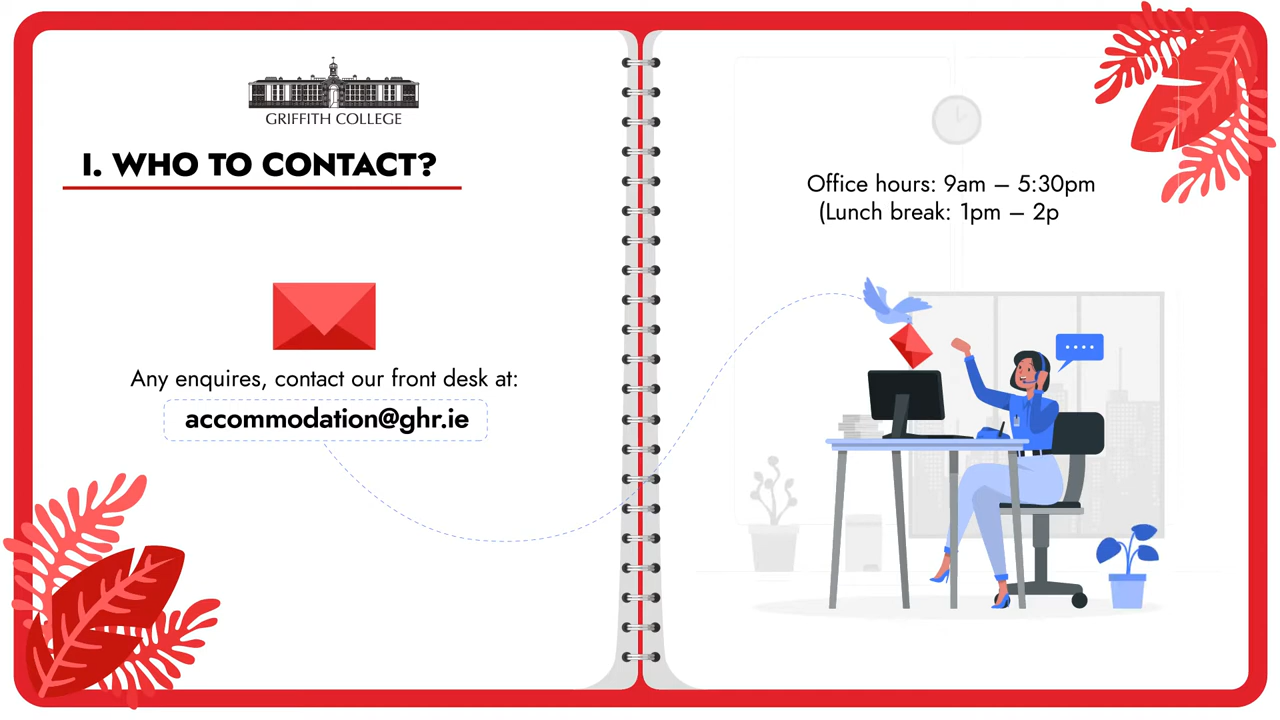 GRIFFITH COLLEGE
I. WHO TO CONTACT?
Any enquires, contact our front desk at:
accommodation@ghr.ie
Office hours: 9am – 5:30pm
(Lunch break: 1pm – 2p